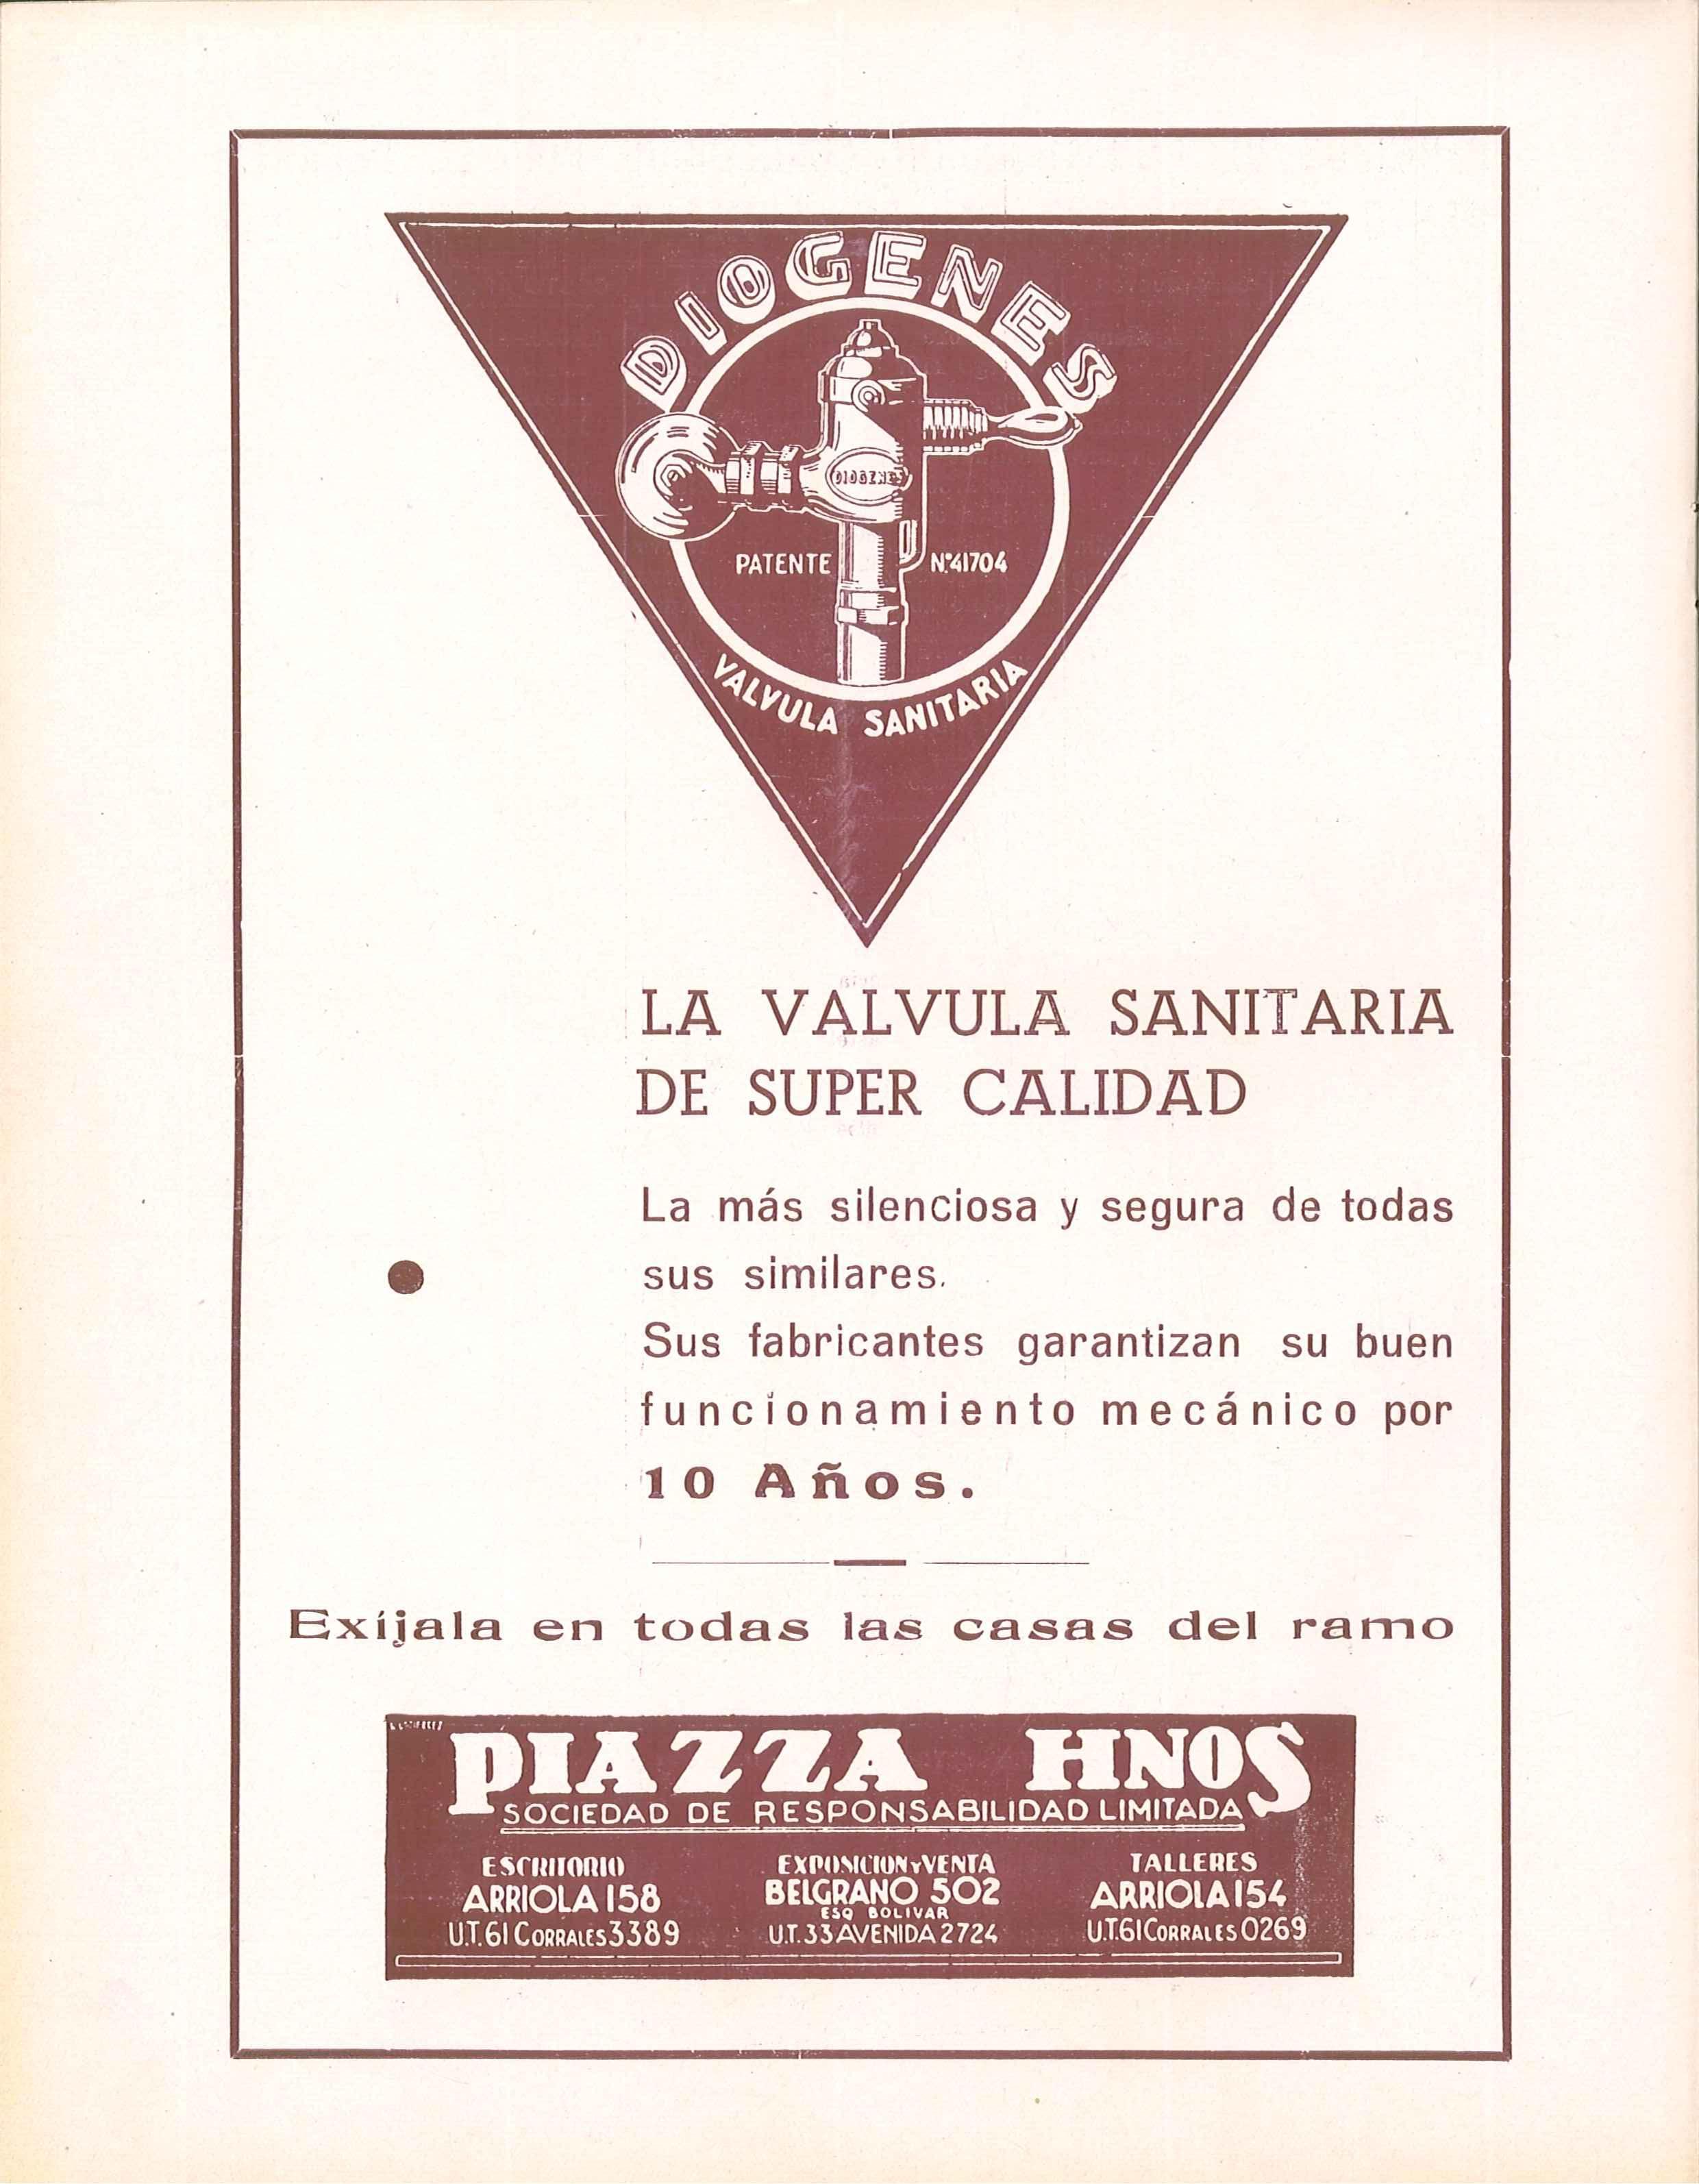 DIOGENES
DIOGENES
PATENTE N.º 41704
VALVULA SANITARIA
LA VALVULA SANITARIA
DE SUPER CALIDAD
La más silenciosa y segura de todas
sus similares.
Sus fabricantes garantizan su buen
funcionamiento mecánico por
10 Años.
Exíjala en todas las casas del ramo
PIAZZA HNOS
SOCIEDAD DE RESPONSABILIDAD LIMITADA
ESCRITORIO
ARRIOLA 158
U.T. 61 CORRALES 3389
EXPOSICION Y VENTA
BELGRANO 502
ESQ BOLIVAR
U.T. 33 AVENIDA 2724
TALLERES
ARRIOLA 154
U.T. 61 CORRALES 0269